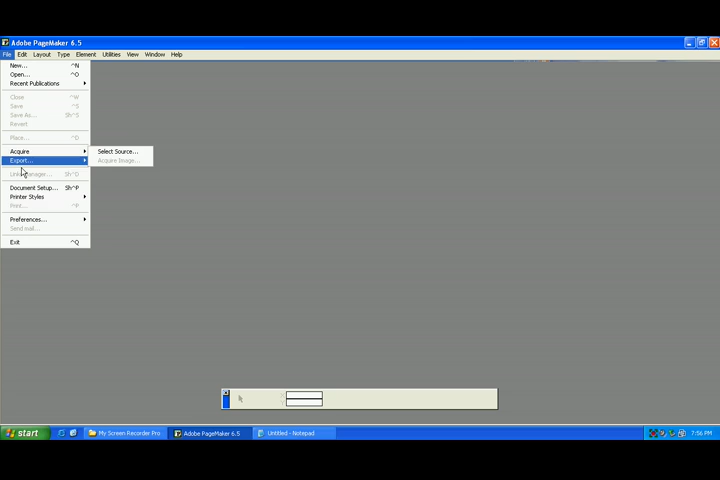 Adobe PageMaker 6.5
File Edit Layout Type Element Utilities View Window Help
New... ^N
Open... ^O
Recent Publications
Close ^W
Save ^S
Save As... Sh^S
Revert
Place... ^D
Acquire
Select Source...
Export...
Acquire Image...
Links Manager... Sh^D
Document Setup... Sh^P
Printer Styles
Print... ^P
Preferences...
Send mail...
Exit ^Q
start My Screen Recorder Pro Adobe PageMaker 6.5 Untitled - Notepad 7:56 PM